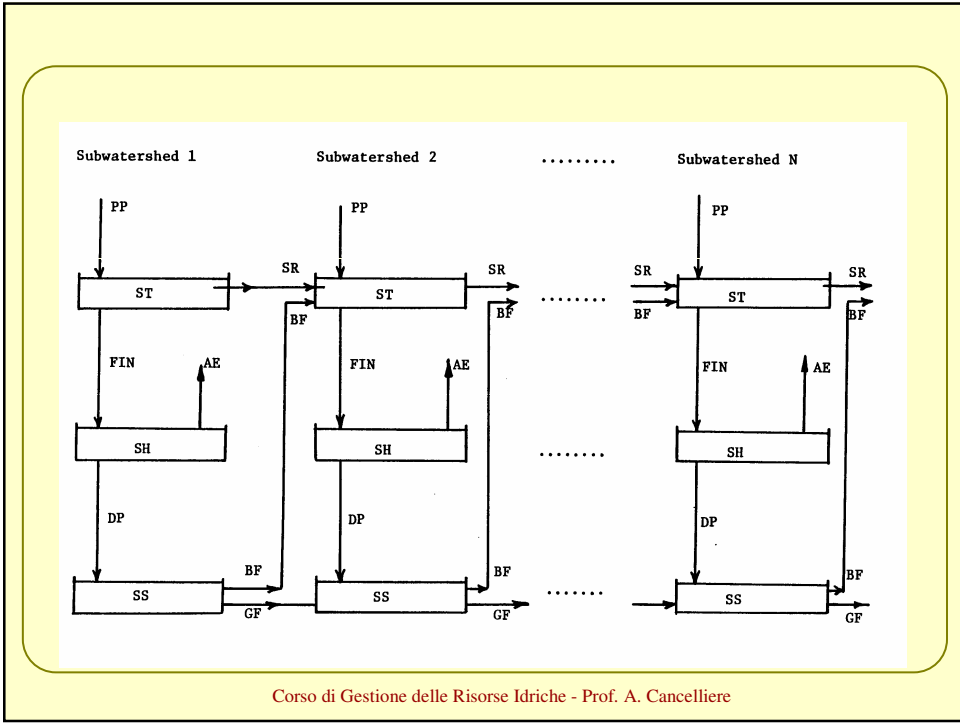 Subwatershed 1 Subwatershed 2 ......... Subwatershed N
PP PP PP
SR SR SR SR
ST ST ........ ST
BF BF BF BF
FIN AE FIN AE FIN AE
SH SH ........ SH
DP DP DP
BF BF BF
SS SS ....... SS
GF GF GF
Corso di Gestione delle Risorse Idriche - Prof. A. Cancelliere